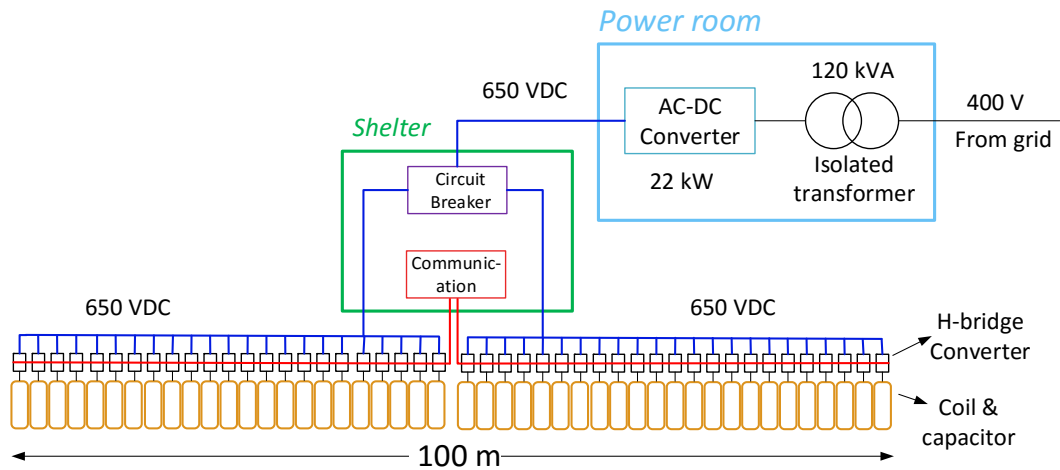 Power room
120 kVA
650 VDC
AC-DC
Converter
400 V
From grid
Shelter
Circuit
Breaker
22 kW
Isolated
transformer
Communic-
ation
650 VDC
650 VDC
H-bridge
Converter
Coil &
capacitor
100 m